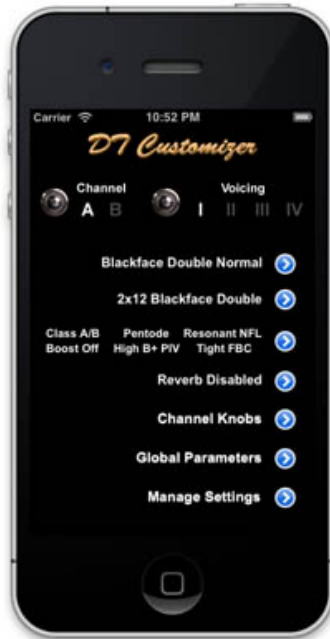 Carrier 10:52 PM
DT Customizer
Channel Voicing
A B I II III IV
Blackface Double Normal
2x12 Blackface Double
Class A/B Pentode Resonant NFL
Boost Off High B+ PIV Tight FBC
Reverb Disabled
Channel Knobs
Global Parameters
Manage Settings